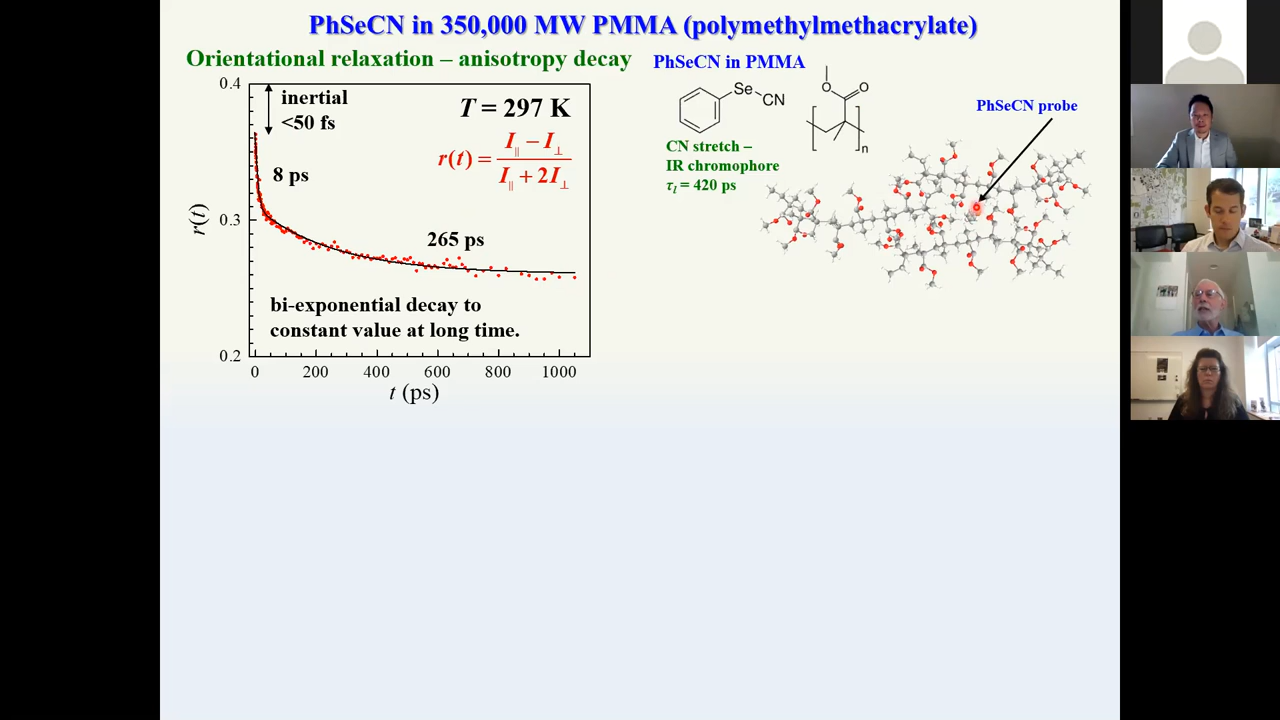 PhSeCN in 350,000 MW PMMA (polymethylmethacrylate)
Orientational relaxation – anisotropy decay
0.4
0.3
0.2
r(t)
inertial
<50 fs
T = 297 K
r(t) = I∥ − I⊥ / I∥ + 2I⊥
8 ps
265 ps
bi-exponential decay to
constant value at long time.
0 200 400 600 800 1000
t (ps)
PhSeCN in PMMA
Se
CN
O
O
n
CN stretch –
IR chromophore
τl = 420 ps
PhSeCN probe